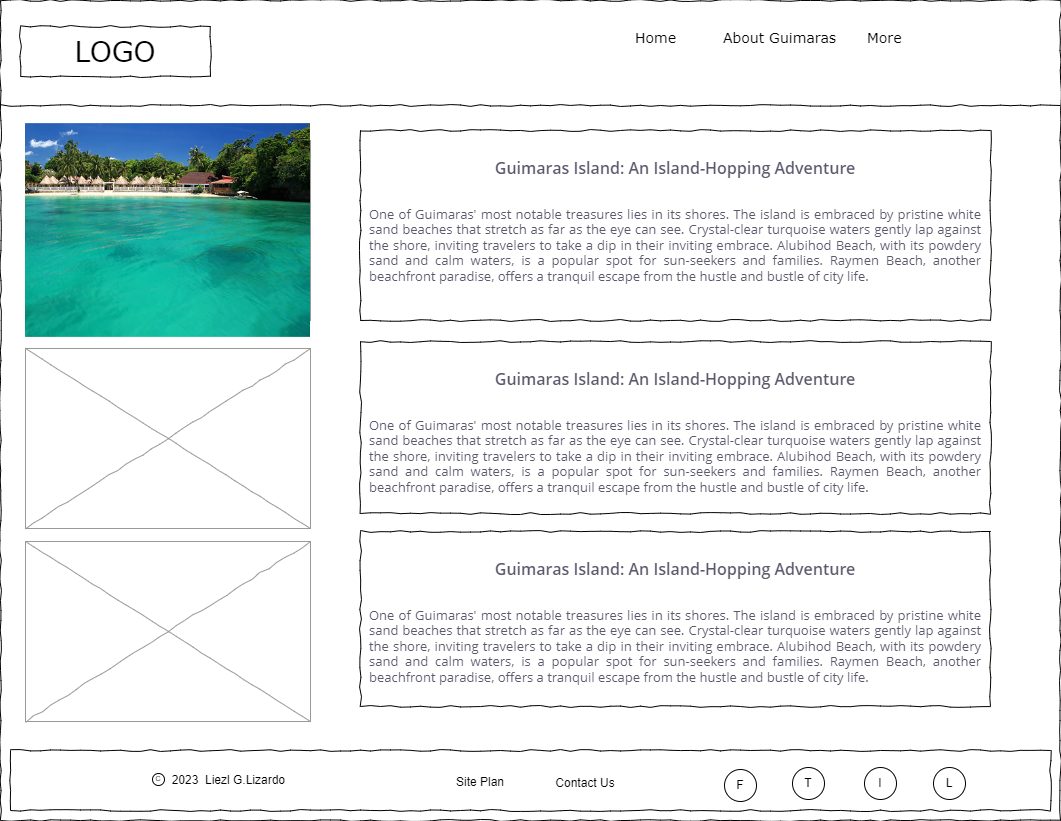 LOGO
Home About Guimaras More
Guimaras Island: An Island-Hopping Adventure
One of Guimaras' most notable treasures lies in its shores. The island is embraced by pristine white
sand beaches that stretch as far as the eye can see. Crystal-clear turquoise waters gently lap against
the shore, inviting travelers to take a dip in their inviting embrace. Alubihod Beach, with its powdery
sand and calm waters, is a popular spot for sun-seekers and families. Raymen Beach, another
beachfront paradise, offers a tranquil escape from the hustle and bustle of city life.
Guimaras Island: An Island-Hopping Adventure
One of Guimaras' most notable treasures lies in its shores. The island is embraced by pristine white
sand beaches that stretch as far as the eye can see. Crystal-clear turquoise waters gently lap against
the shore, inviting travelers to take a dip in their inviting embrace. Alubihod Beach, with its powdery
sand and calm waters, is a popular spot for sun-seekers and families. Raymen Beach, another
beachfront paradise, offers a tranquil escape from the hustle and bustle of city life.
Guimaras Island: An Island-Hopping Adventure
One of Guimaras' most notable treasures lies in its shores. The island is embraced by pristine white
sand beaches that stretch as far as the eye can see. Crystal-clear turquoise waters gently lap against
the shore, inviting travelers to take a dip in their inviting embrace. Alubihod Beach, with its powdery
sand and calm waters, is a popular spot for sun-seekers and families. Raymen Beach, another
beachfront paradise, offers a tranquil escape from the hustle and bustle of city life.
© 2023 Liezl G.Lizardo Site Plan Contact Us F T I L